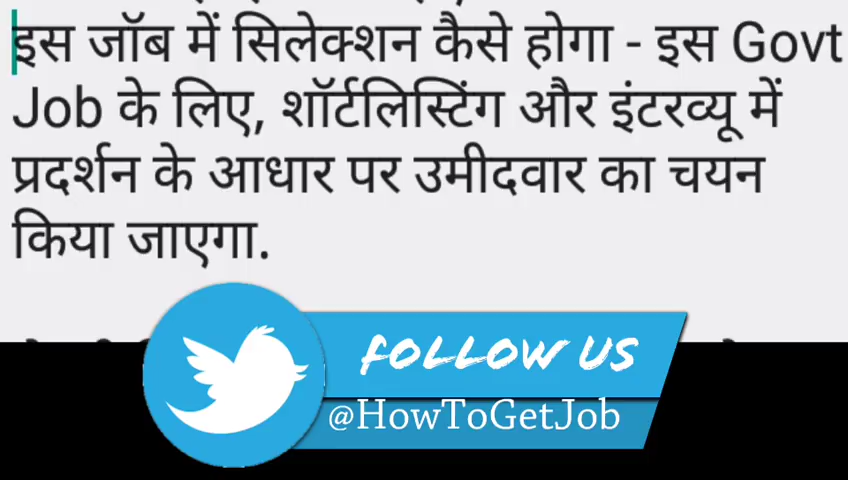 इस जॉब में सिलेक्शन कैसे होगा - इस Govt
Job के लिए, शॉर्टलिस्टिंग और इंटरव्यू में
प्रदर्शन के आधार पर उमीदवार का चयन
किया जाएगा.
FOLLOW US
@HowToGetJob